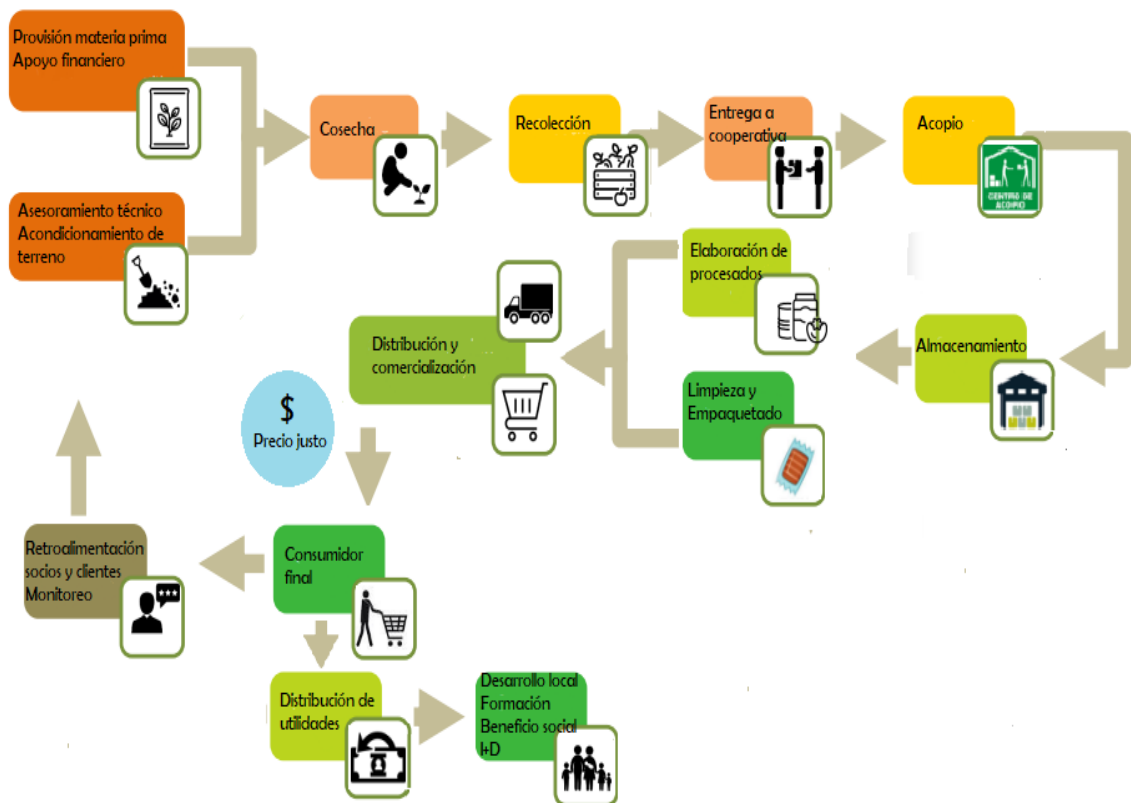 Provisión materia prima
Apoyo financiero
Cosecha
Recolección
Entrega a
cooperativa
Acopio
CENTRO DE
ACOPIO
Asesoramiento técnico
Acondicionamiento de
terreno
Elaboración de
procesados
Almacenamiento
Distribución y
comercialización
Limpieza y
Empaquetado
$
Precio justo
Retroalimentación
socios y clientes
Monitoreo
Consumidor
final
Distribución de
utilidades
Desarrollo local
Formación
Beneficio social
I+D